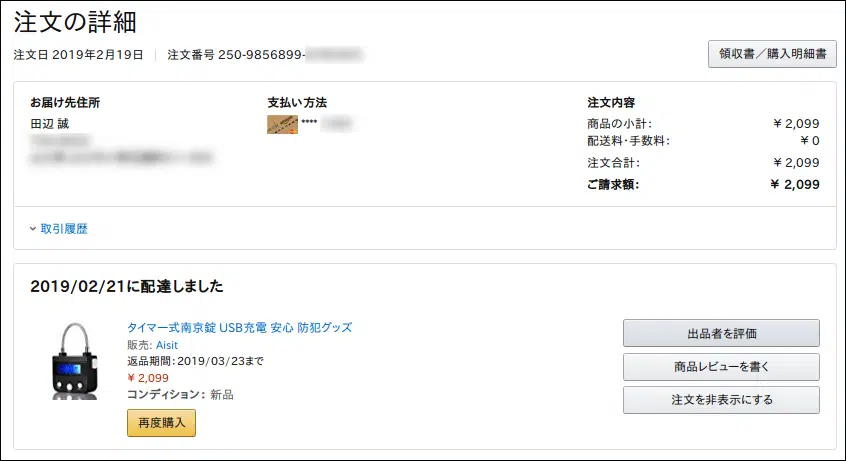 注文の詳細
注文日 2019年2月19日 注文番号 250-9856899-
領収書／購入明細書
お届け先住所
田辺 誠
支払い方法
****
注文内容
商品の小計： ￥ 2,099
配送料・手数料： ￥ 0
注文合計： ￥ 2,099
ご請求額： ￥ 2,099
取引履歴
2019/02/21に配達しました
タイマー式南京錠 USB充電 安心 防犯グッズ
販売: Aisit
返品期間：2019/03/23まで
￥ 2,099
コンディション： 新品
再度購入
出品者を評価
商品レビューを書く
注文を非表示にする